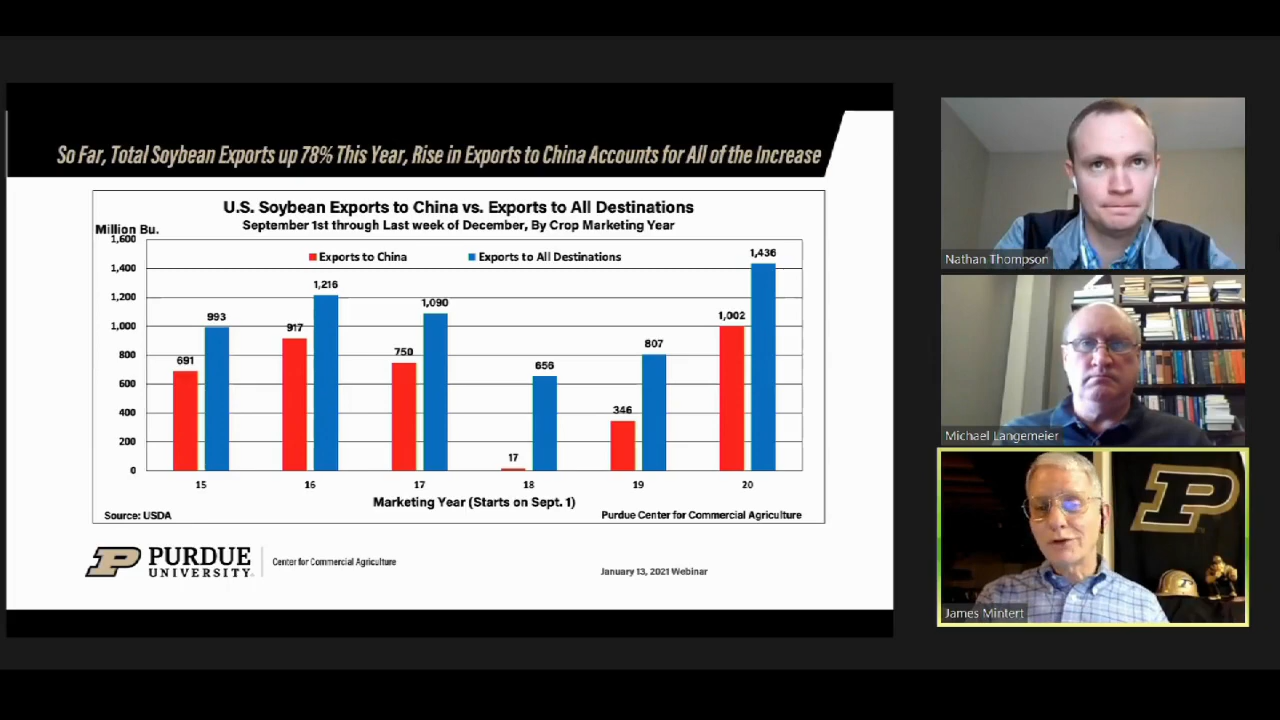 So Far, Total Soybean Exports up 78% This Year, Rise in Exports to China Accounts for All of the Increase
U.S. Soybean Exports to China vs. Exports to All Destinations
September 1st through Last week of December, By Crop Marketing Year
Million Bu.
1,600
1,400
1,200
1,000
800
600
400
200
0
Exports to China
Exports to All Destinations
691
993
917
1,216
750
1,090
17
656
346
807
1,002
1,436
15
16
17
18
19
20
Marketing Year (Starts on Sept. 1)
Source: USDA
Purdue Center for Commercial Agriculture
P PURDUE
UNIVERSITY.
Center for Commercial Agriculture
January 13, 2021 Webinar
Nathan Thompson
Michael Langemeier
P
James Mintert